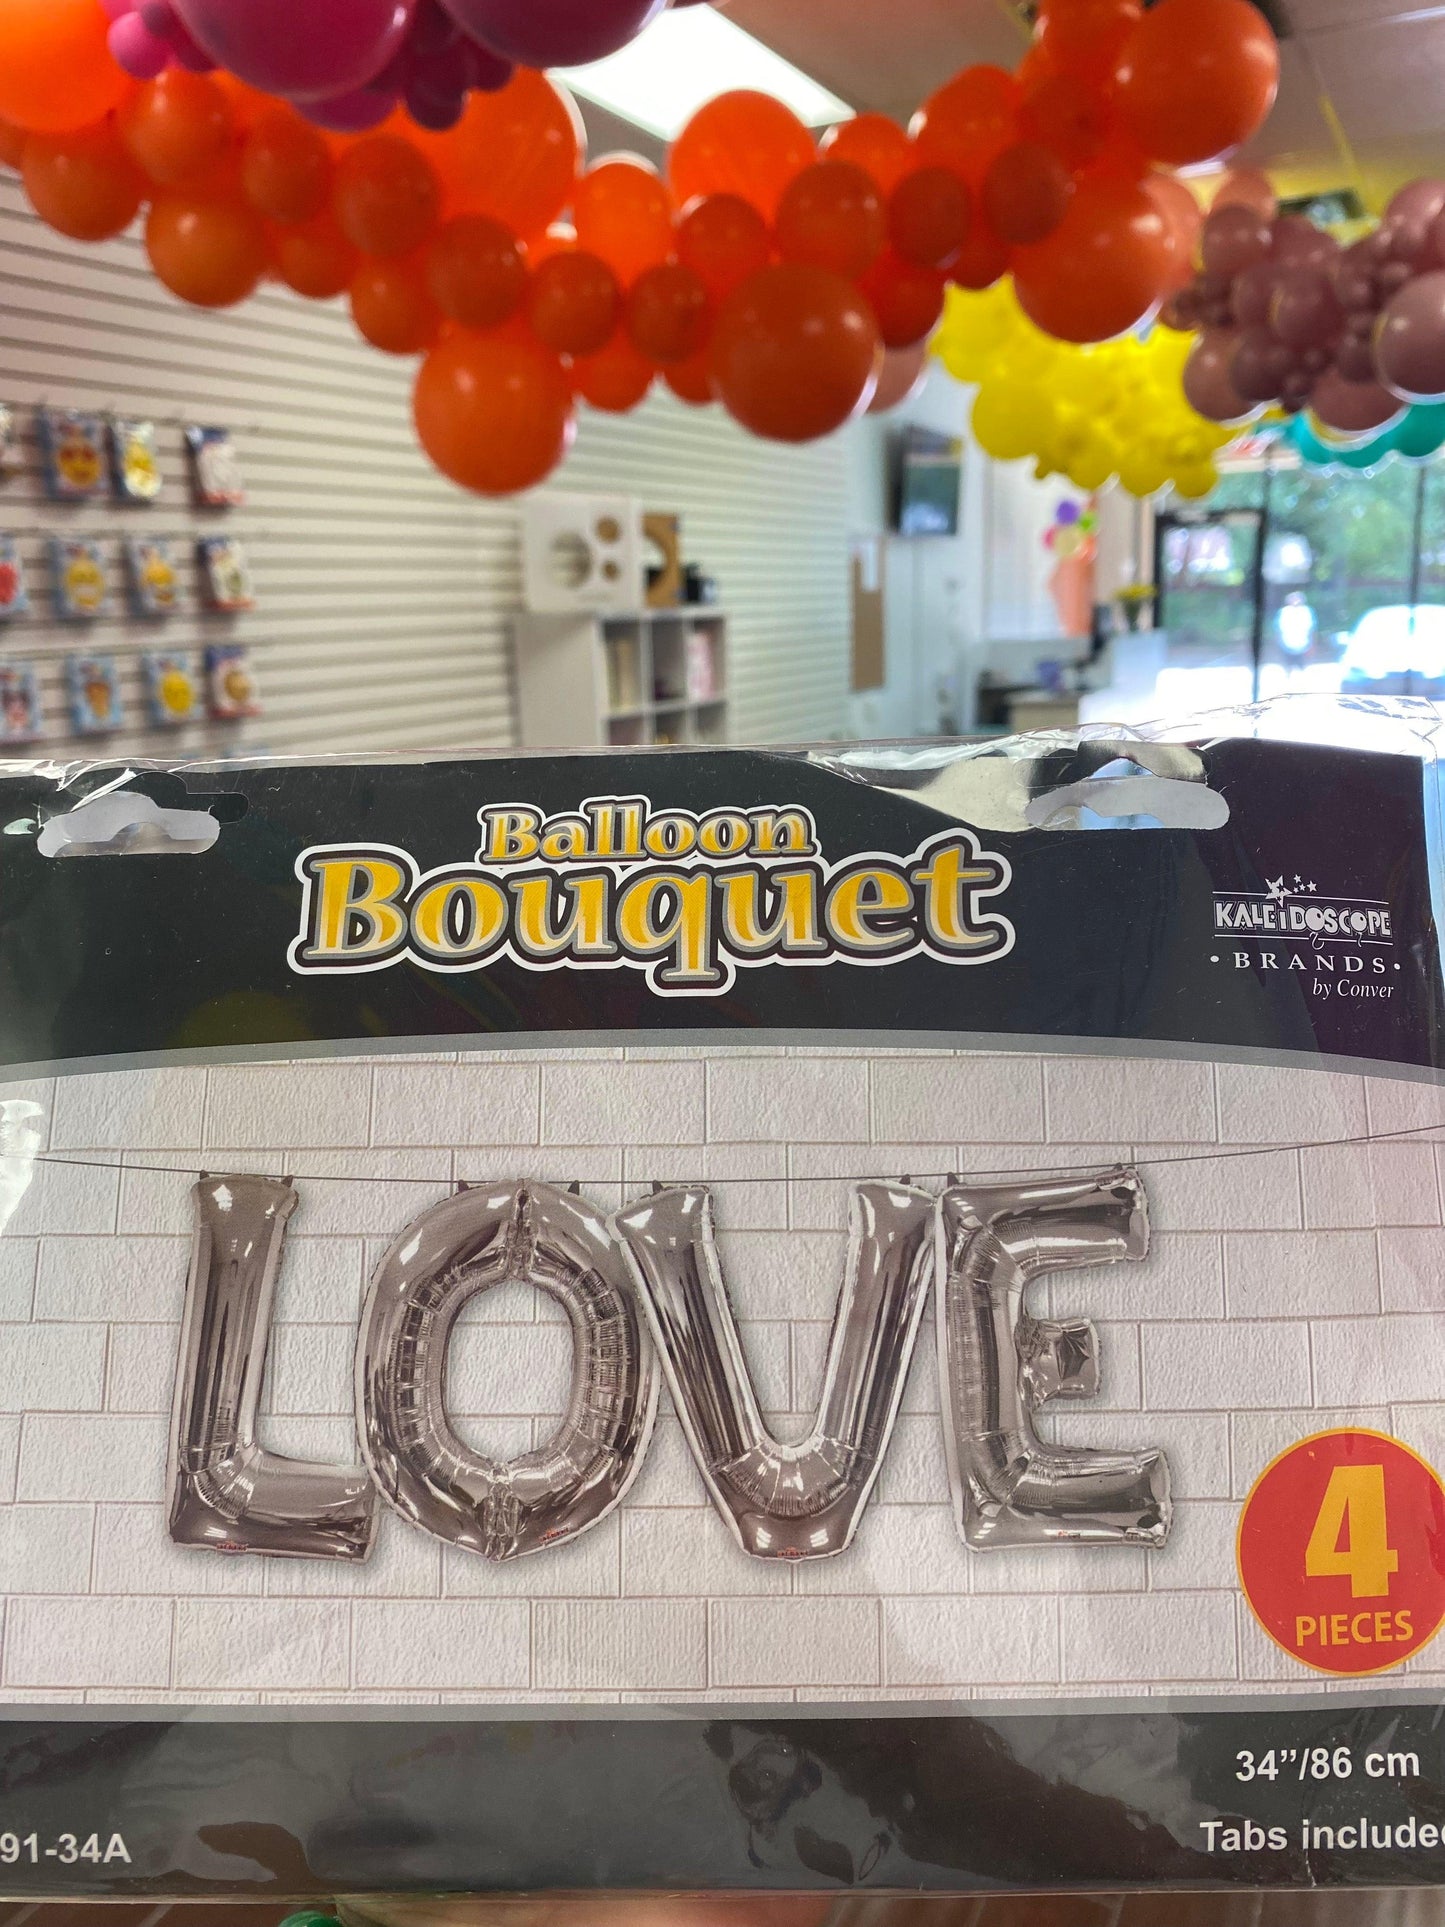 Balloon
Bouquet
KALEIDOSCOPE
• BRANDS •
by Conver
LOVE
4
PIECES
34”/86 cm
91-34A
Tabs include